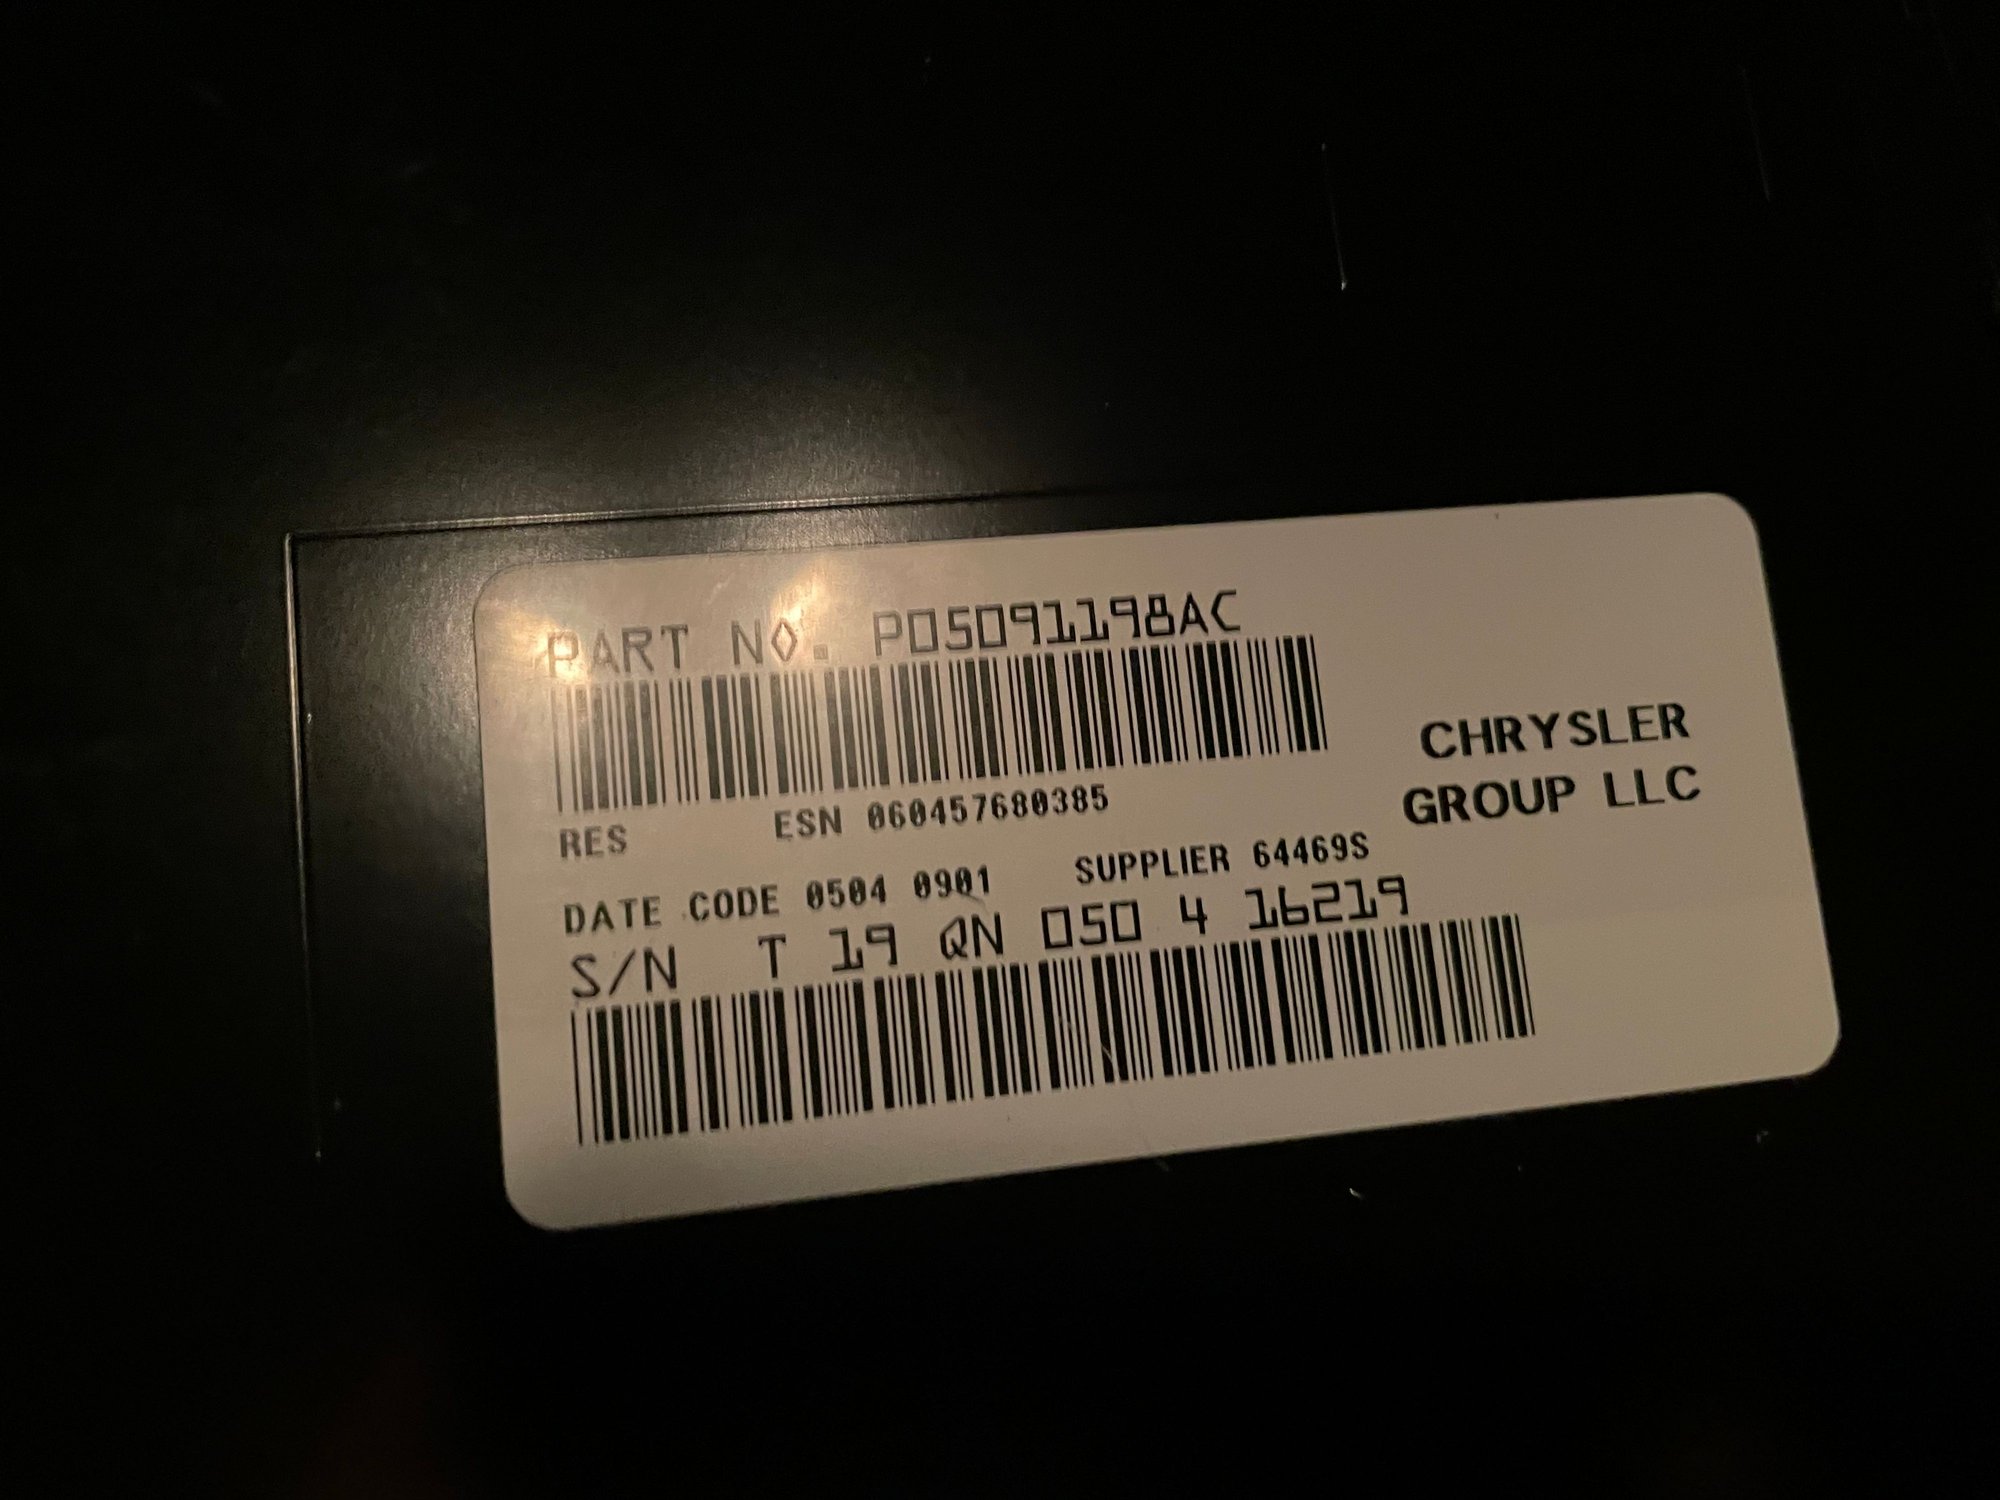 PART NO. P05091198AC
RES ESN 060457680385
CHRYSLER
GROUP LLC
DATE CODE 0504 0901 SUPPLIER 64469S
S/N T 19 QN 050 4 16219